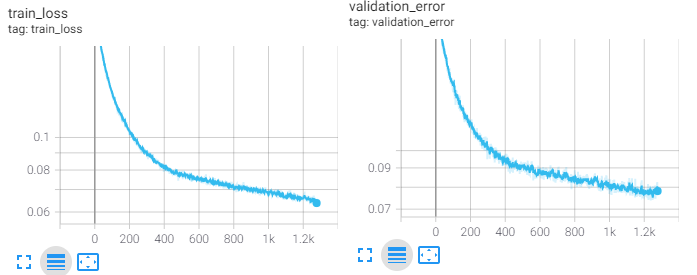 train_loss
tag: train_loss
0.1
0.08
0.06
0 200 400 600 800 1k 1.2k
validation_error
tag: validation_error
0.09
0.07
0 200 400 600 800 1k 1.2k